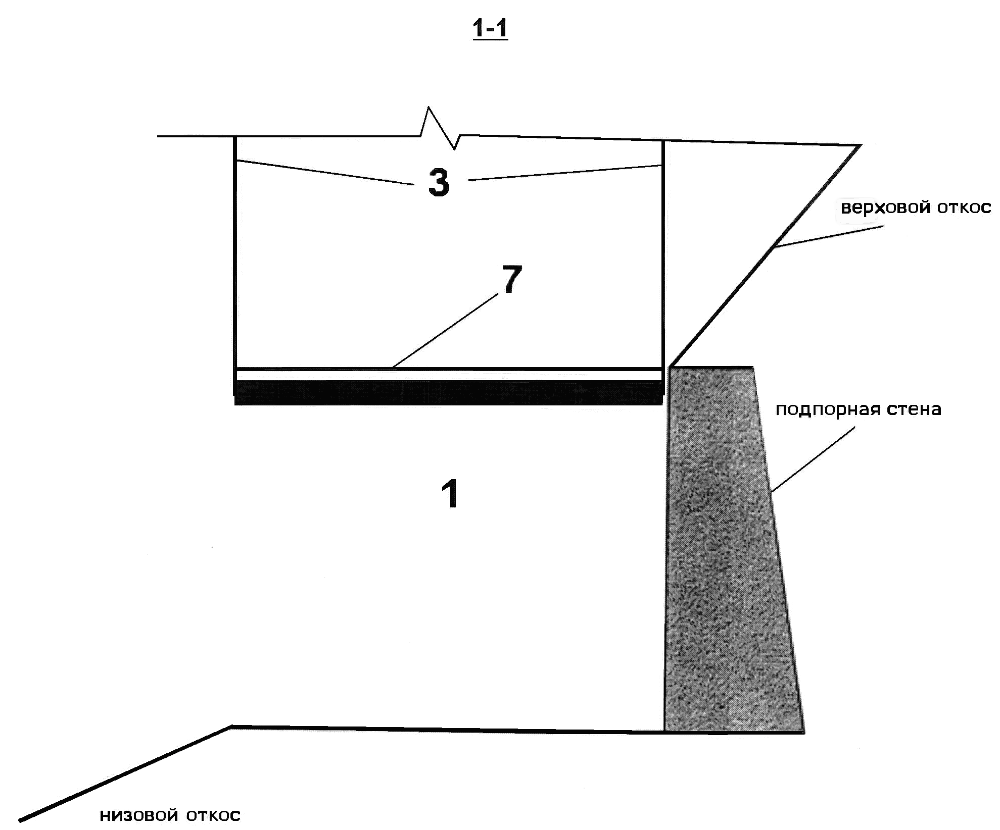 1-1
3
верховой откос
7
подпорная стена
1
низовой откос